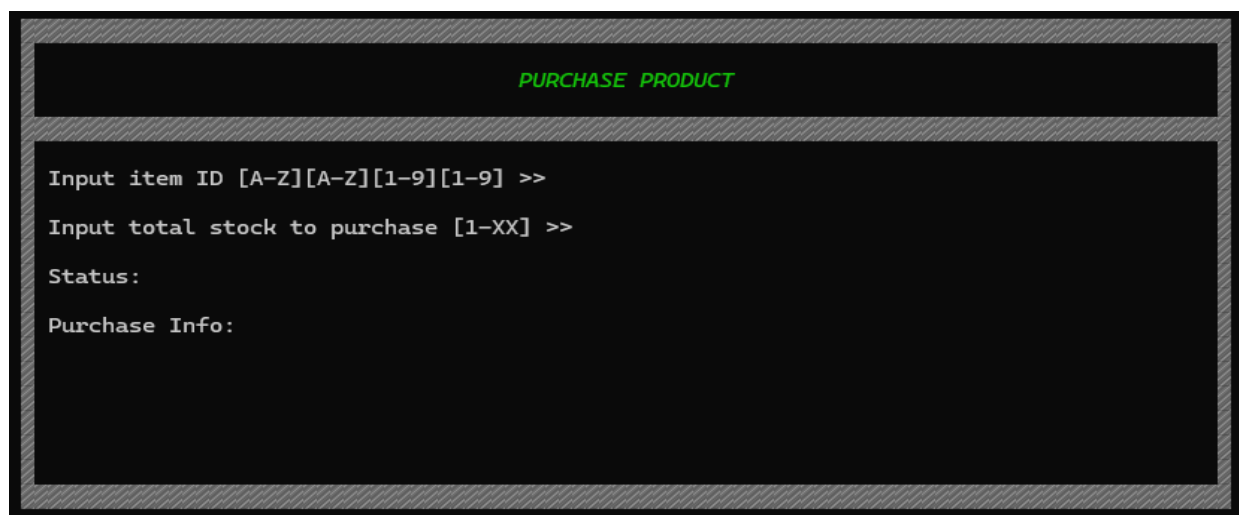 PURCHASE PRODUCT
Input item ID [A-Z][A-Z][1-9][1-9] >>
Input total stock to purchase [1-XX] >>
Status:
Purchase Info: